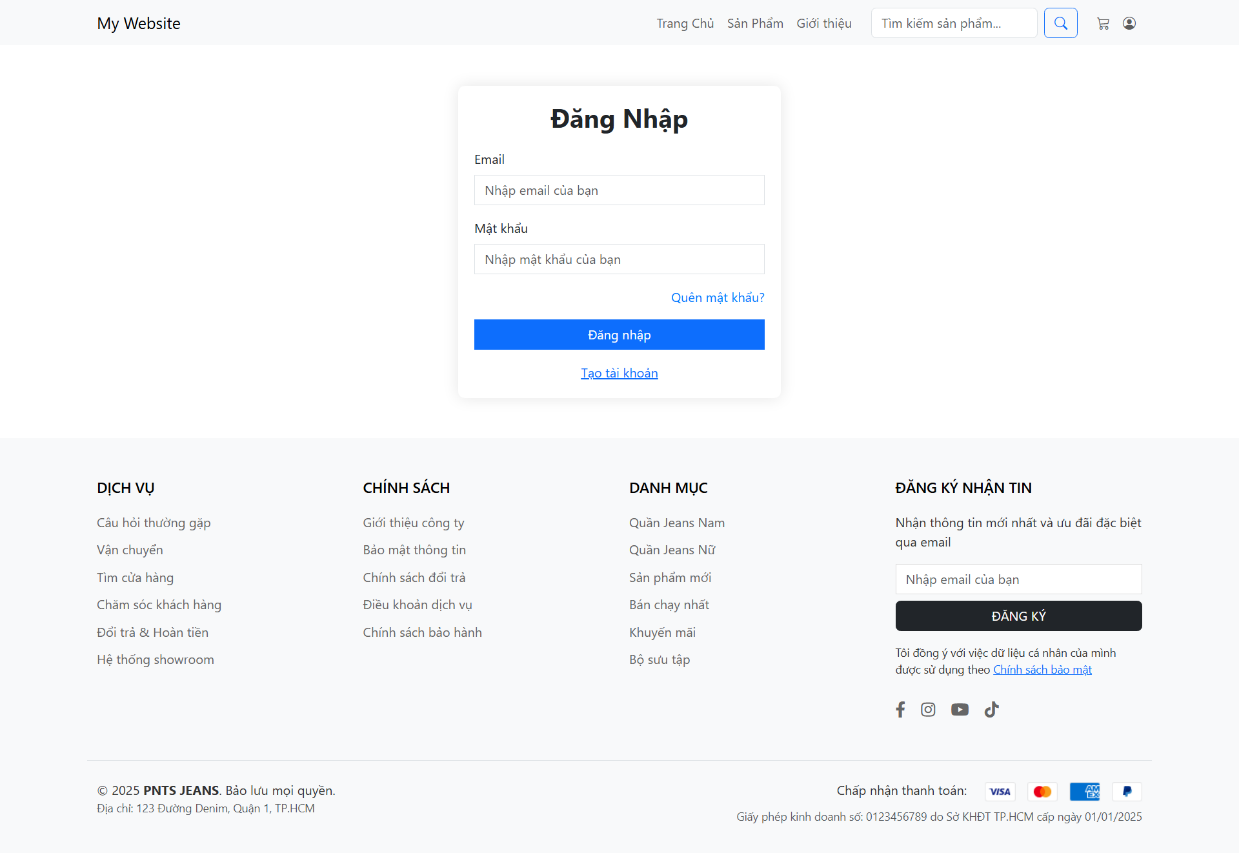 My Website
Trang Chủ Sản Phẩm Giới thiệu Tìm kiếm sản phẩm...
Đăng Nhập
Email
Nhập email của bạn
Mật khẩu
Nhập mật khẩu của bạn
Quên mật khẩu?
Đăng nhập
Tạo tài khoản
DỊCH VỤ
Câu hỏi thường gặp
Vận chuyển
Tìm cửa hàng
Chăm sóc khách hàng
Đổi trả & Hoàn tiền
Hệ thống showroom
CHÍNH SÁCH
Giới thiệu công ty
Bảo mật thông tin
Chính sách đổi trả
Điều khoản dịch vụ
Chính sách bảo hành
DANH MỤC
Quần Jeans Nam
Quần Jeans Nữ
Sản phẩm mới
Bán chạy nhất
Khuyến mãi
Bộ sưu tập
ĐĂNG KÝ NHẬN TIN
Nhận thông tin mới nhất và ưu đãi đặc biệt
qua email
Nhập email của bạn
ĐĂNG KÝ
Tôi đồng ý với việc dữ liệu cá nhân của mình
được sử dụng theo Chính sách bảo mật
© 2025 PNTS JEANS. Bảo lưu mọi quyền.
Địa chỉ: 123 Đường Denim, Quận 1, TP.HCM
Chấp nhận thanh toán: VISA AMEX
Giấy phép kinh doanh số: 0123456789 do Sở KHĐT TP.HCM cấp ngày 01/01/2025